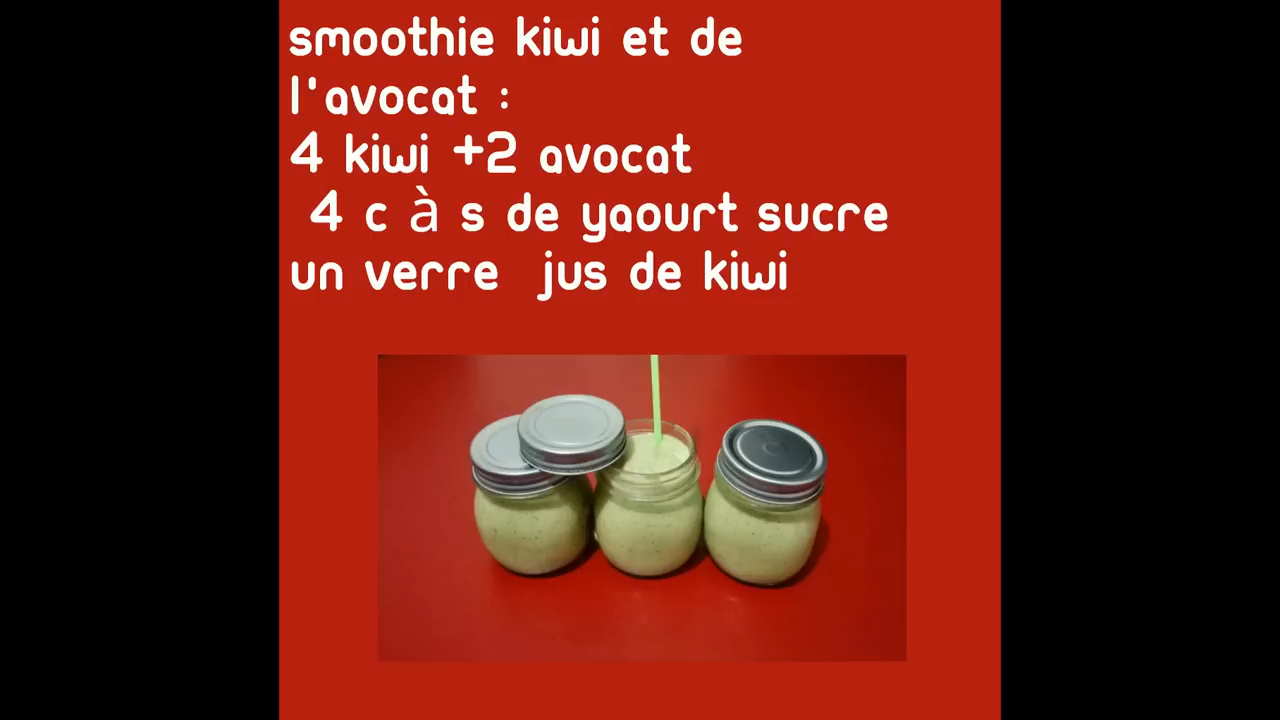 smoothie kiwi et de
l'avocat :
4 kiwi +2 avocat
4 c à s de yaourt sucre
un verre jus de kiwi